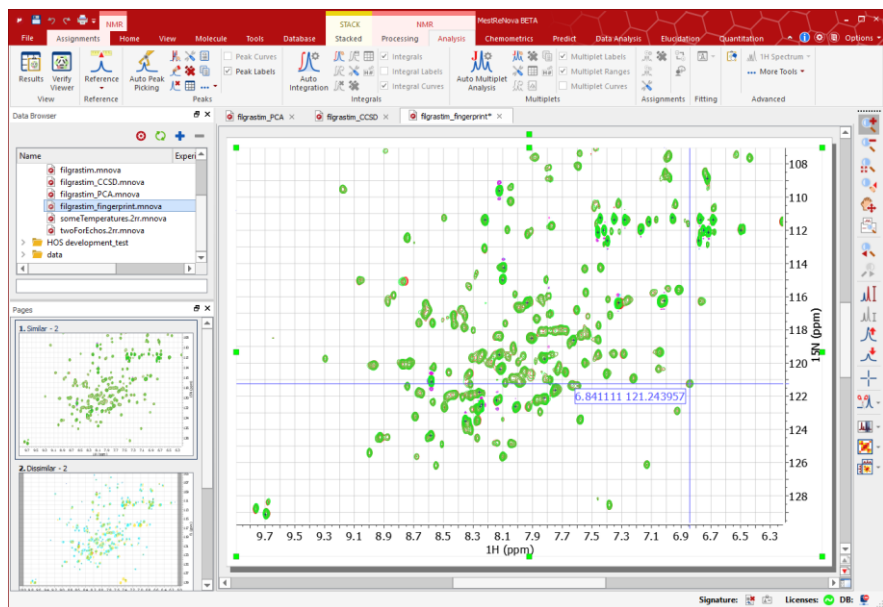 NMR
STACK
NMR
MestReNova BETA
File
Assignments
Home
View
Molecule
Tools
Database
Stacked
Processing
Analysis
Chemometrics
Predict
Data Analysis
Elucidation
Quantitation
Options
Results
Verify Viewer
Reference
Auto Peak Picking
Peak Curves
Peak Labels
Auto Integration
Integrals
Integral Labels
Integral Curves
Auto Multiplet Analysis
Multiplet Labels
Multiplet Ranges
Multiplet Curves
1H Spectrum
More Tools
View
Reference
Peaks
Integrals
Multiplets
Assignments
Fitting
Advanced
Data Browser
Name
Experi
filgrastim.mnova
filgrastim_CCSD.mnova
filgrastim_PCA.mnova
filgrastim_fingerprint.mnova
someTemperatures.2rr.mnova
twoForEchos.2rr.mnova
HOS development_test
data
Pages
1. Similar - 2
2. Dissimilar - 2
filgrastim_PCA
filgrastim_CCSD
filgrastim_fingerprint*
108
110
112
114
116
118
120
122
124
126
128
15N (ppm)
6.841111 121.243957
9.7 9.5 9.3 9.1 8.9 8.7 8.5 8.3 8.1 7.9 7.7 7.5 7.3 7.1 6.9 6.7 6.5 6.3
1H (ppm)
Signature:
Licenses:
DB: